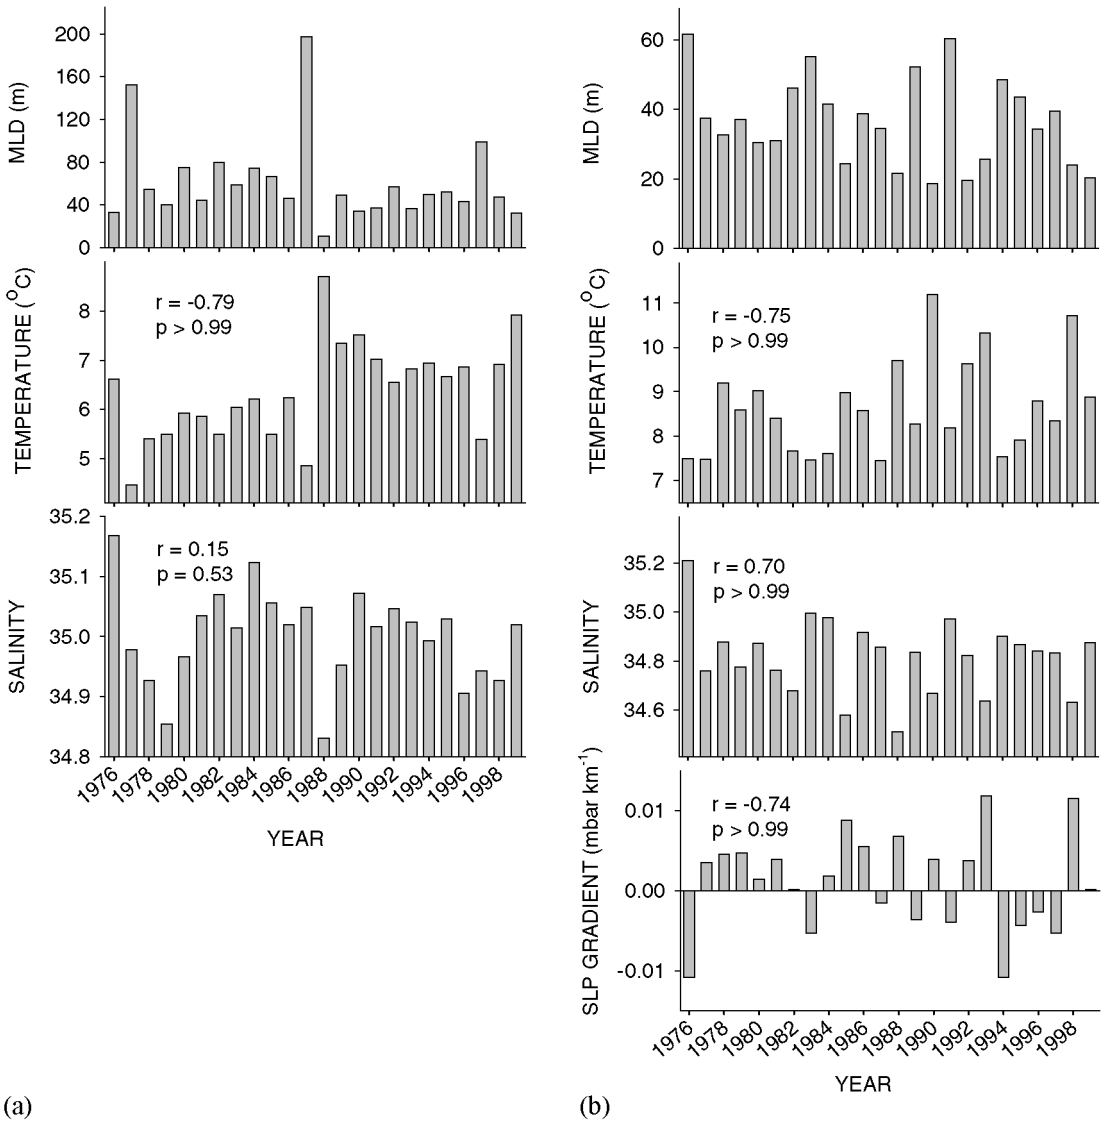 MLD (m)
200
160
120
80
40
0
TEMPERATURE (°C)
r = -0.79
p > 0.99
8
7
6
5
SALINITY
r = 0.15
p = 0.53
35.2
35.1
35.0
34.9
34.8
1976 1978 1980 1982 1984 1986 1988 1990 1992 1994 1996 1998
YEAR
(a)
MLD (m)
60
40
20
0
TEMPERATURE (°C)
r = -0.75
p > 0.99
11
10
9
8
7
SALINITY
r = 0.70
p > 0.99
35.2
35.0
34.8
34.6
SLP GRADIENT (mbar km⁻¹)
r = -0.74
p > 0.99
0.01
0.00
-0.01
1976 1978 1980 1982 1984 1986 1988 1990 1992 1994 1996 1998
YEAR
(b)